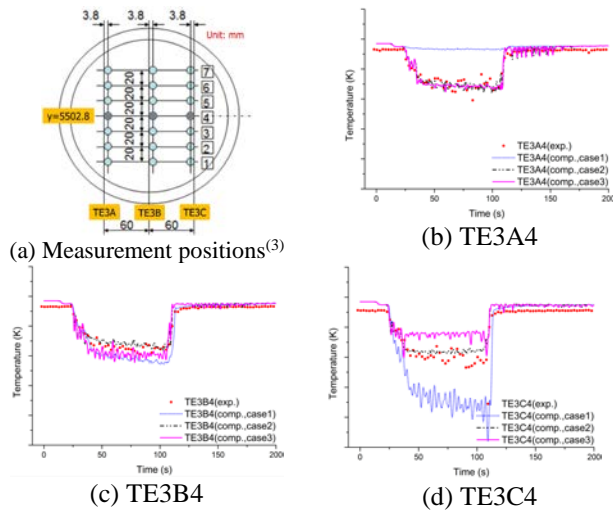 3.8 3.8 3.8
Unit: mm
7
6
5
y=5502.8
4
3
2
1
20 20 20 20 20 20
TE3A TE3B TE3C
60 60
(a) Measurement positions(3)
Temperature (K)
TE3A4(exp.)
TE3A4(comp.,case1)
TE3A4(comp.,case2)
TE3A4(comp.,case3)
0 50 100 150 200
Time (s)
(b) TE3A4
Temperature (K)
TE3B4(exp.)
TE3B4(comp.,case1)
TE3B4(comp.,case2)
TE3B4(comp.,case3)
0 50 100 150 200
Time (s)
(c) TE3B4
Temperature (K)
TE3C4(exp.)
TE3C4(comp.,case1)
TE3C4(comp.,case2)
TE3C4(comp.,case3)
0 50 100 150 200
Time (s)
(d) TE3C4